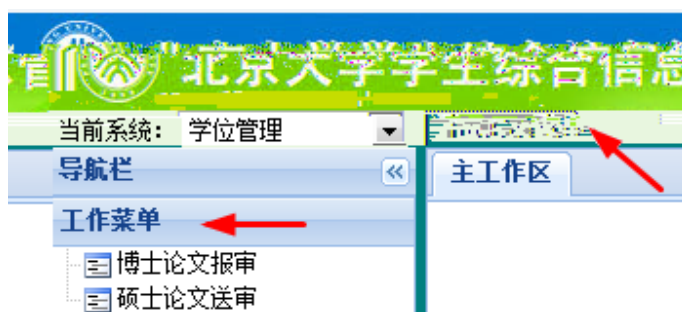 北京大学学生综合信息
当前系统： 学位管理
导航栏
主工作区
工作菜单
博士论文报审
硕士论文送审